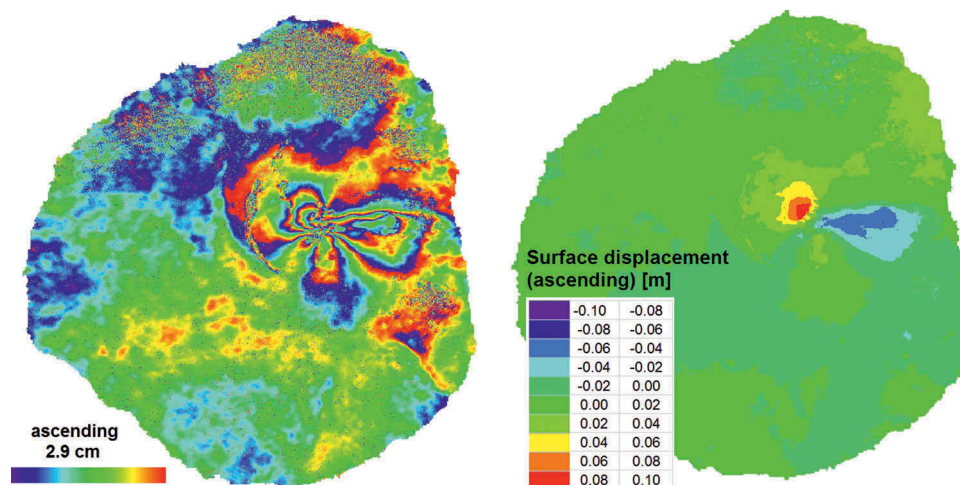 ascending
2.9 cm
Surface displacement
(ascending) [m]
-0.10 -0.08
-0.08 -0.06
-0.06 -0.04
-0.04 -0.02
-0.02 0.00
0.00 0.02
0.02 0.04
0.04 0.06
0.06 0.08
0.08 0.10